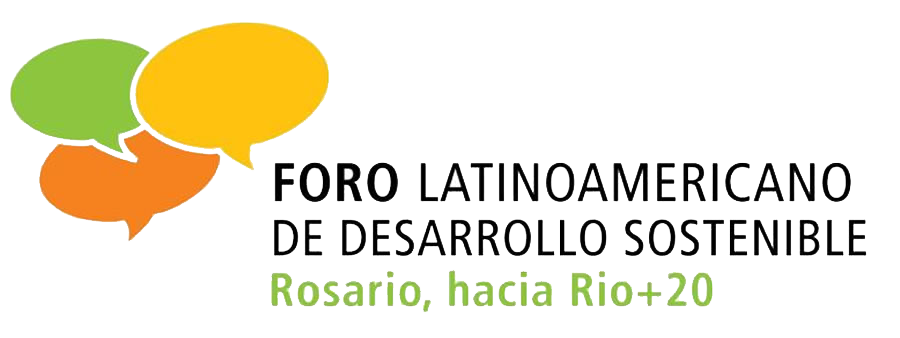 FORO LATINOAMERICANO
DE DESARROLLO SOSTENIBLE
Rosario, hacia Rio+20